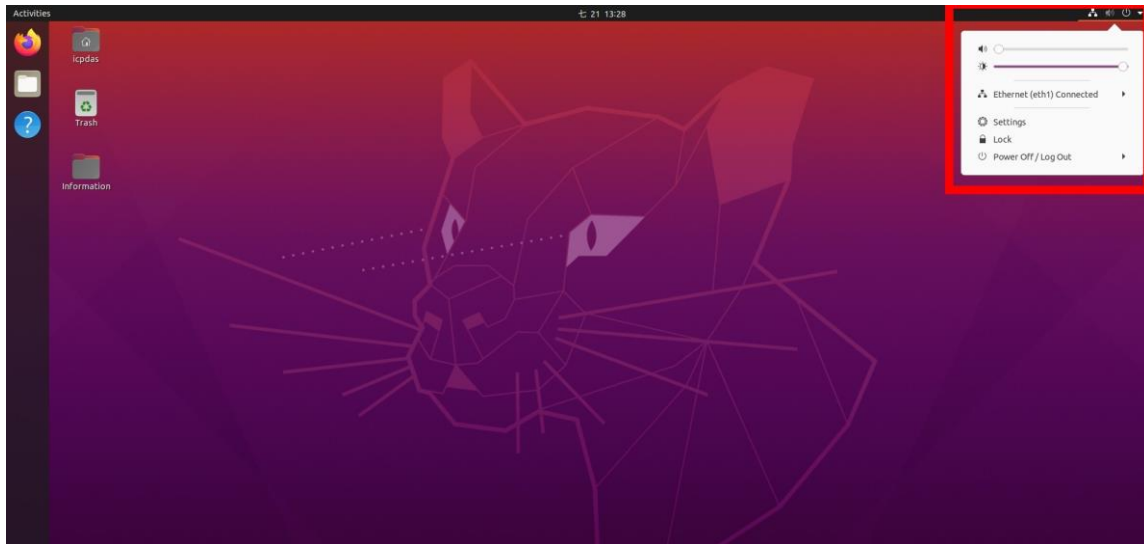 Activities
七 21 13:28
icpdas
Trash
Information
Ethernet (eth1) Connected
Settings
Lock
Power Off / Log Out